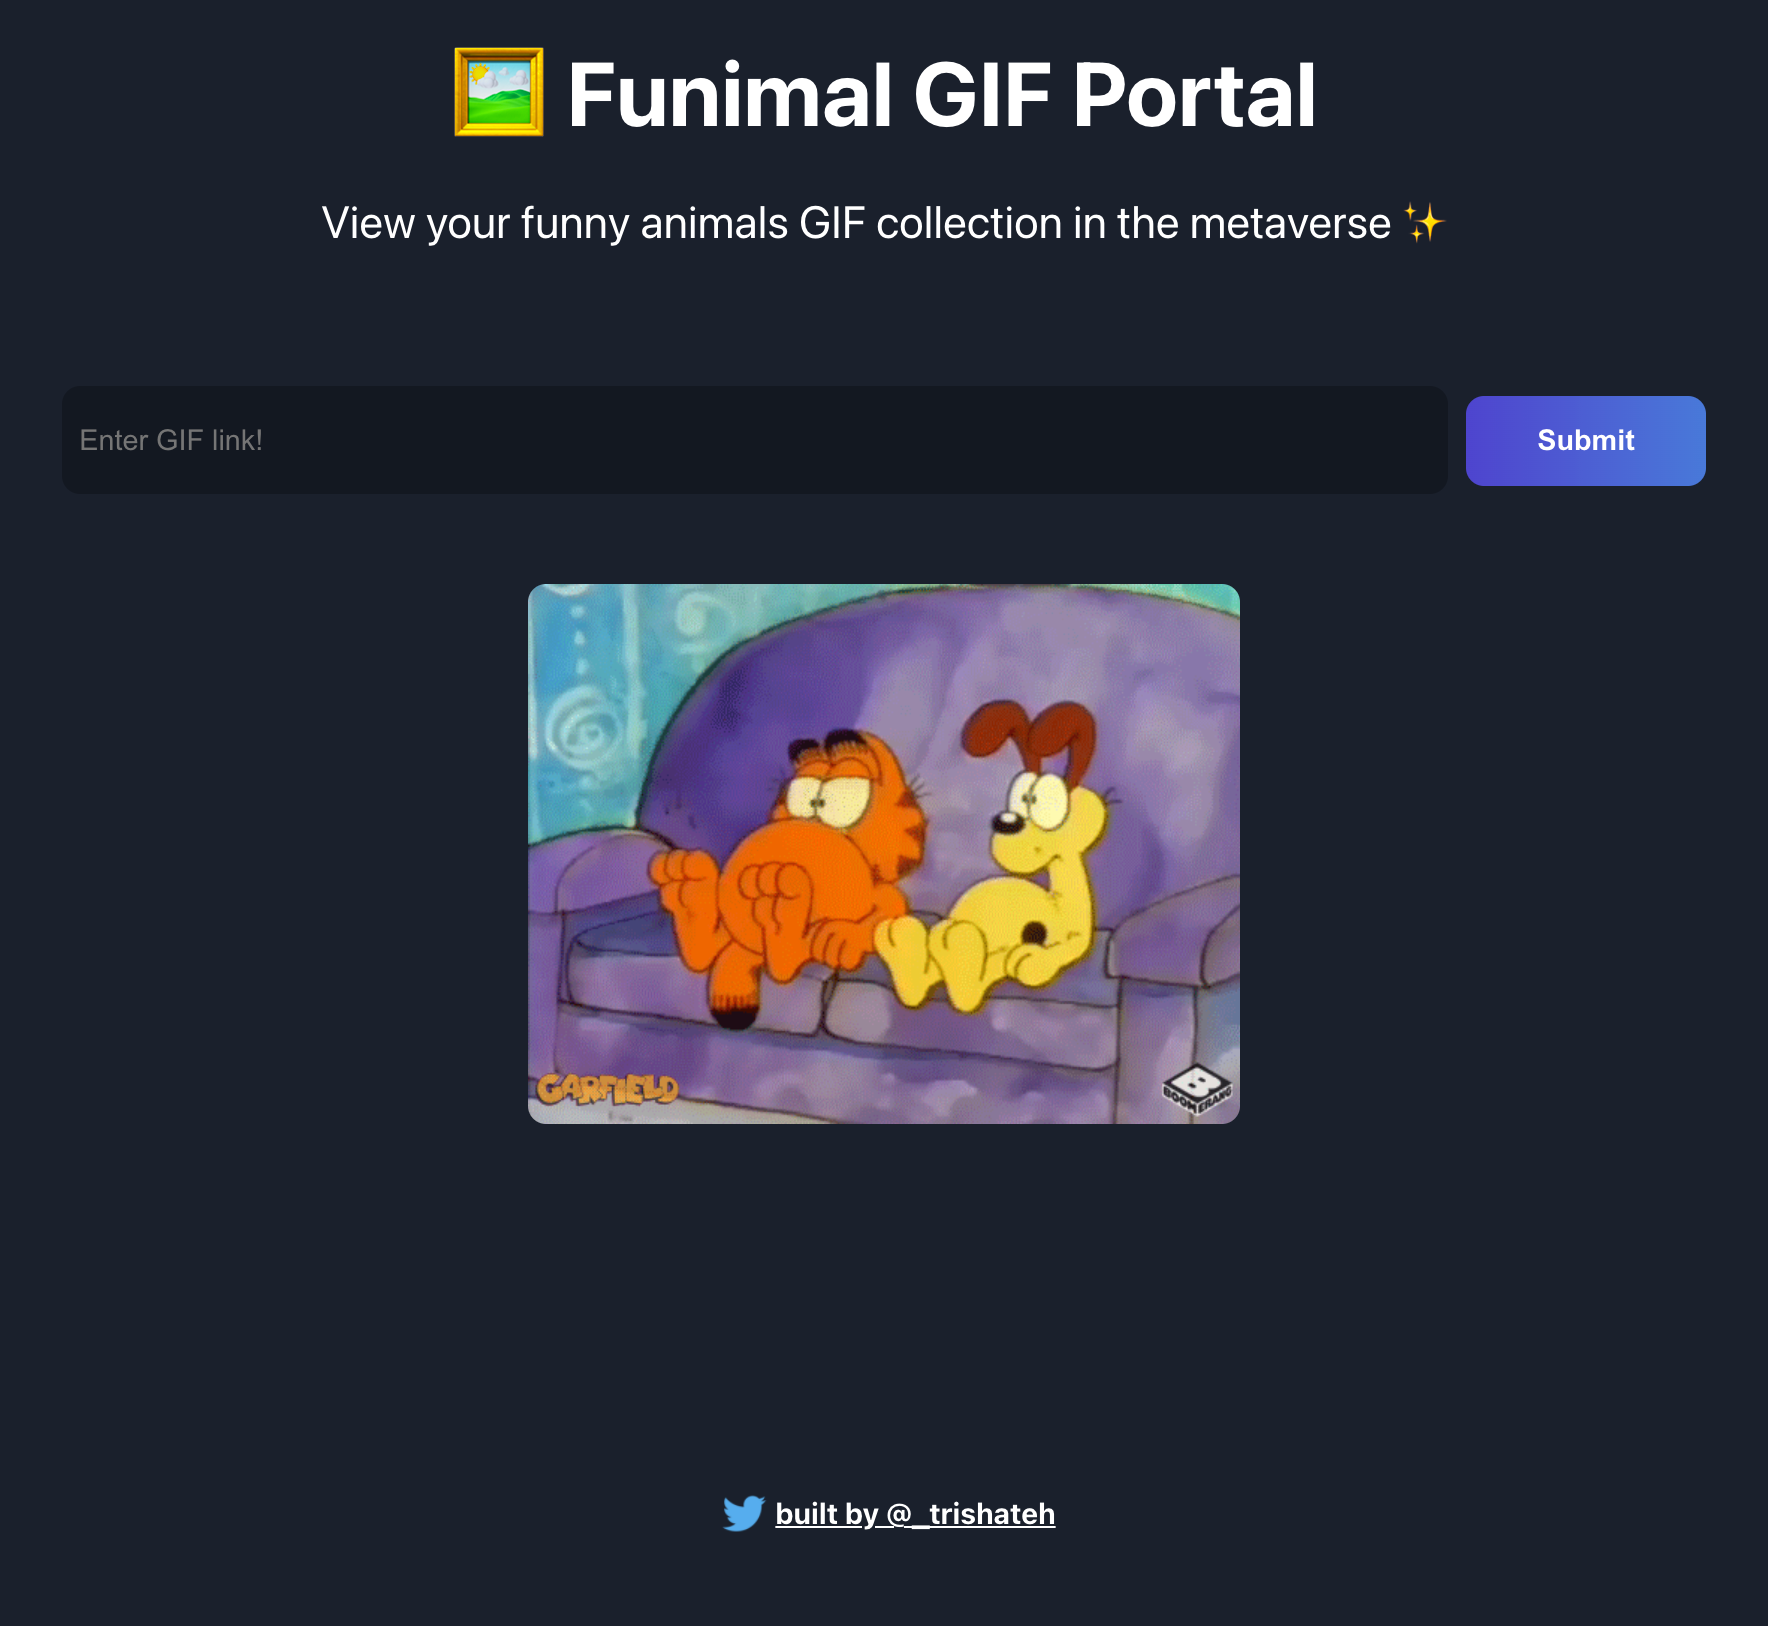 Funimal GIF Portal
View your funny animals GIF collection in the metaverse ✨
Enter GIF link!
Submit
GARFIELD
B
BOOMERANG
built by @_trishateh